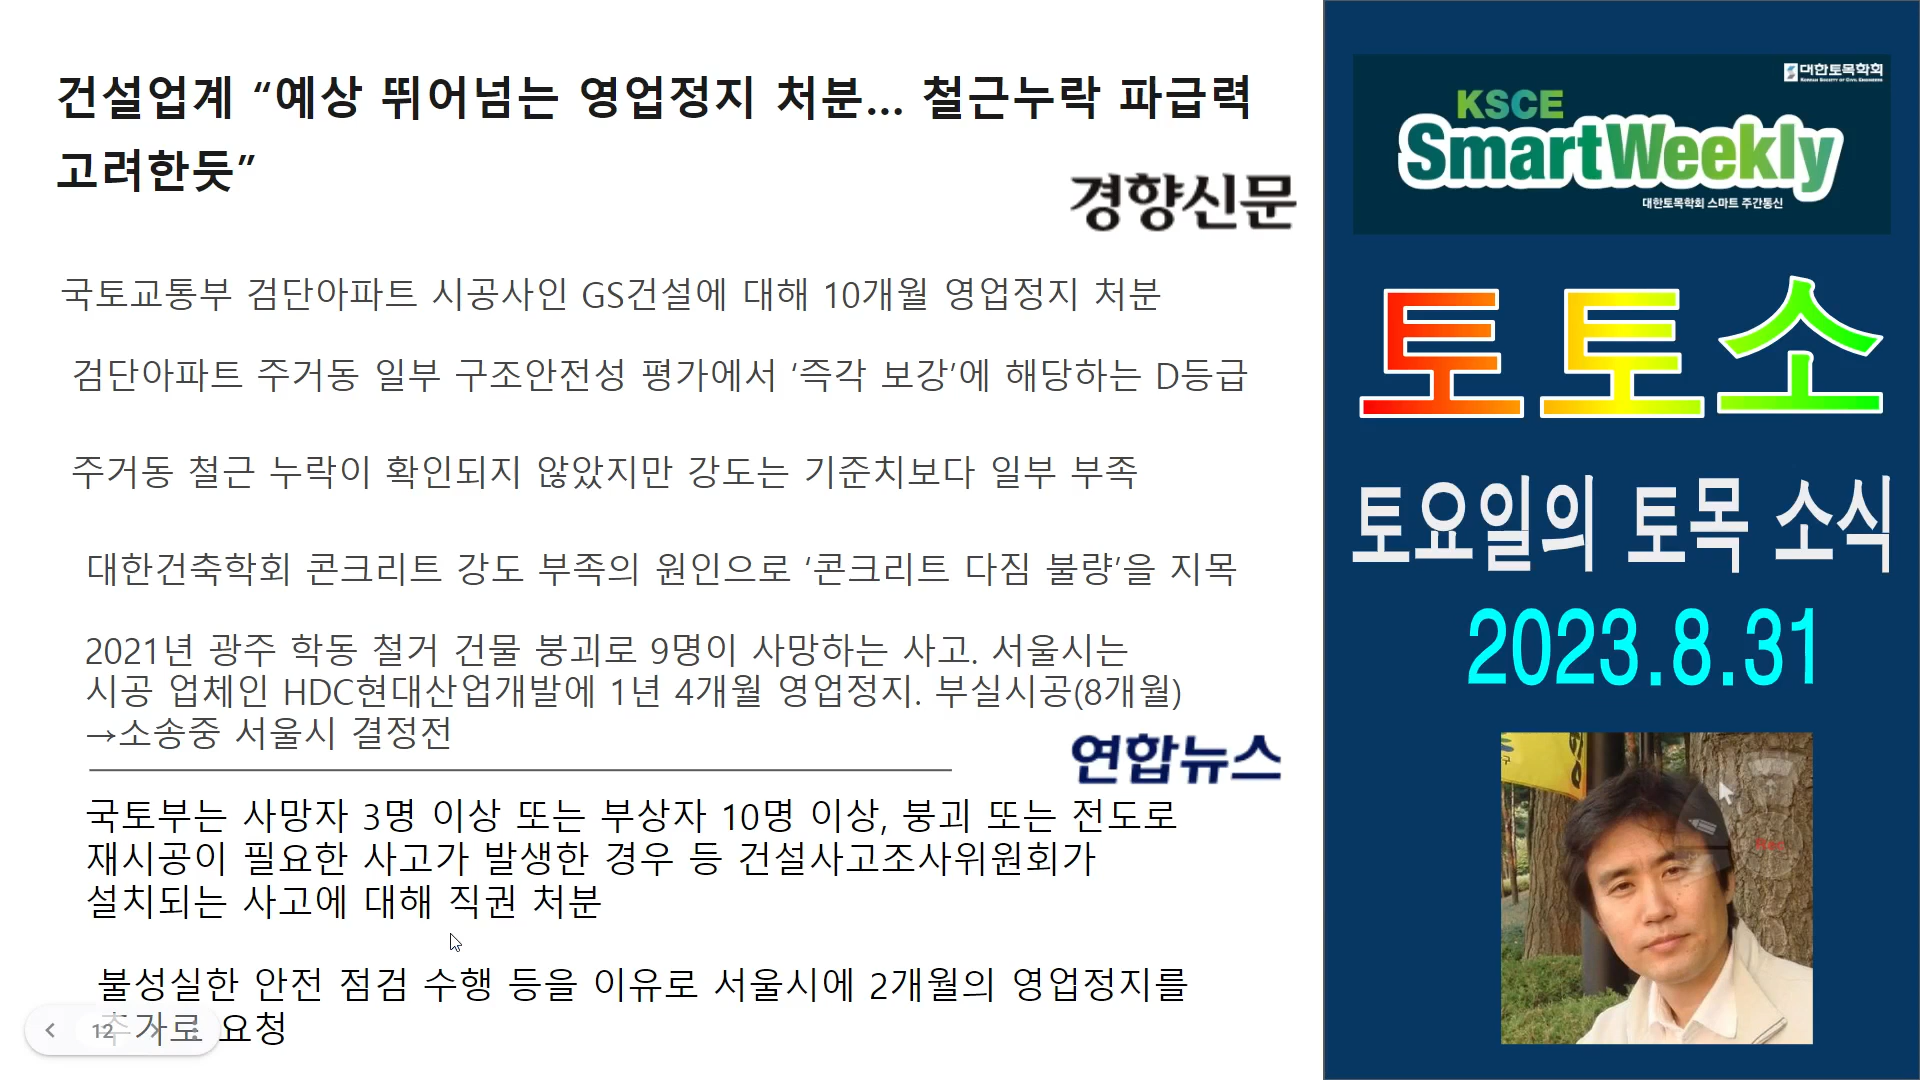 건설업계 “예상 뛰어넘는 영업정지 처분... 철근누락 파급력
고려한듯”
경향신문
국토교통부 검단아파트 시공사인 GS건설에 대해 10개월 영업정지 처분
검단아파트 주거동 일부 구조안전성 평가에서 ‘즉각 보강’에 해당하는 D등급
주거동 철근 누락이 확인되지 않았지만 강도는 기준치보다 일부 부족
대한건축학회 콘크리트 강도 부족의 원인으로 ‘콘크리트 다짐 불량’을 지목
2021년 광주 학동 철거 건물 붕괴로 9명이 사망하는 사고. 서울시는
시공 업체인 HDC현대산업개발에 1년 4개월 영업정지. 부실시공(8개월)
→소송중 서울시 결정전
연합뉴스
국토부는 사망자 3명 이상 또는 부상자 10명 이상, 붕괴 또는 전도로
재시공이 필요한 사고가 발생한 경우 등 건설사고조사위원회가
설치되는 사고에 대해 직권 처분
불성실한 안전 점검 수행 등을 이유로 서울시에 2개월의 영업정지를
추가로 요청
12
대한토목학회
KOREAN SOCIETY OF CIVIL ENGINEERS
KSCE
SmartWeekly
대한토목학회 스마트 주간통신
토토소
토요일의 토목 소식
2023.8.31